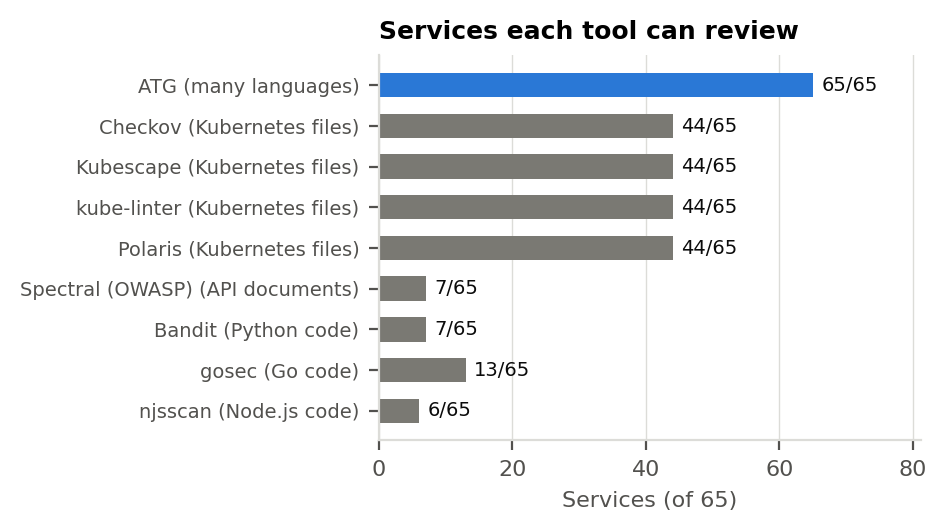 Services each tool can review
ATG (many languages) 65/65
Checkov (Kubernetes files) 44/65
Kubescape (Kubernetes files) 44/65
kube-linter (Kubernetes files) 44/65
Polaris (Kubernetes files) 44/65
Spectral (OWASP) (API documents) 7/65
Bandit (Python code) 7/65
gosec (Go code) 13/65
njsscan (Node.js code) 6/65
0 20 40 60 80
Services (of 65)